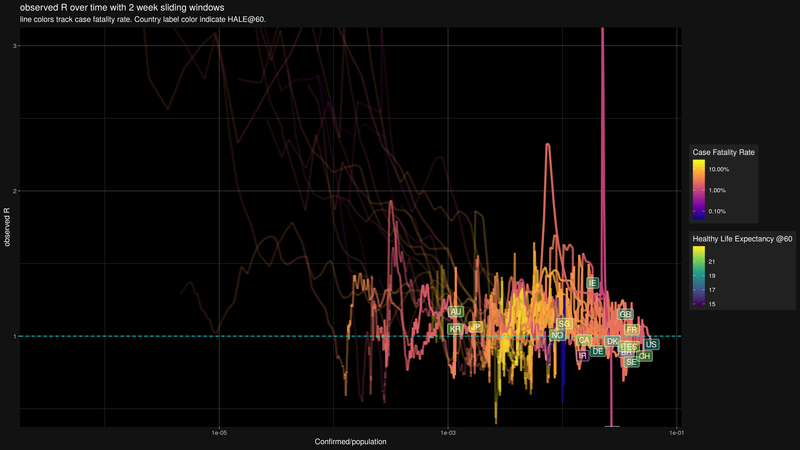 observed R over time with 2 week sliding windows
line colors track case fatality rate. Country label color indicate HALE@60.
observed R
3
2
1
IE
AU
GB
KR
JP
SG
FR
NO
CA
DK
US
ES
IR
DE
CH
SE
1e-05
1e-03
1e-01
Confirmed/population
Case Fatality Rate
10.00%
1.00%
0.10%
Healthy Life Expectancy @60
21
19
17
15